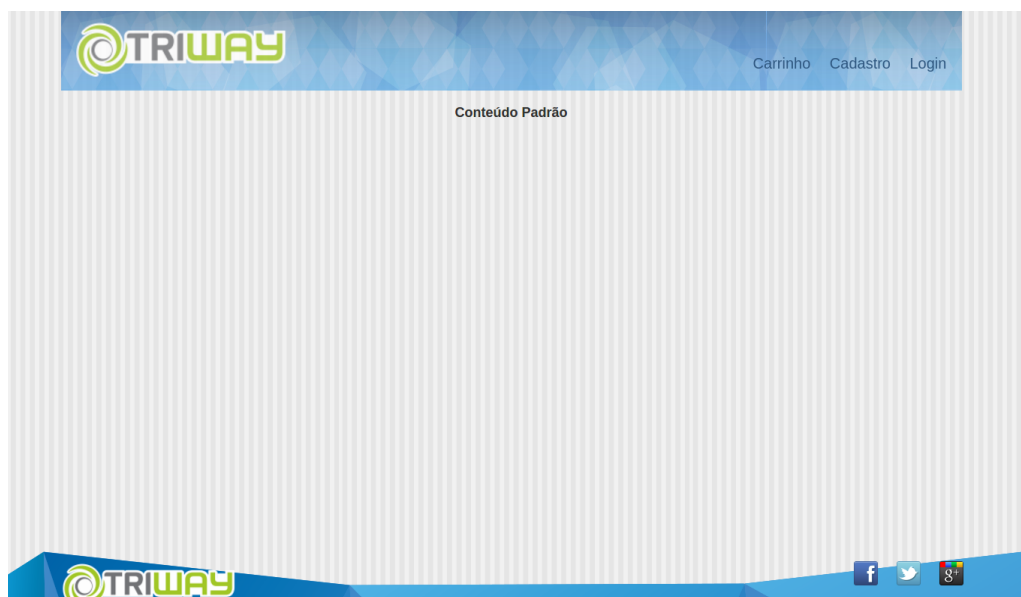 TRIWAY
Carrinho Cadastro Login
Conteúdo Padrão
TRIWAY
f
g+